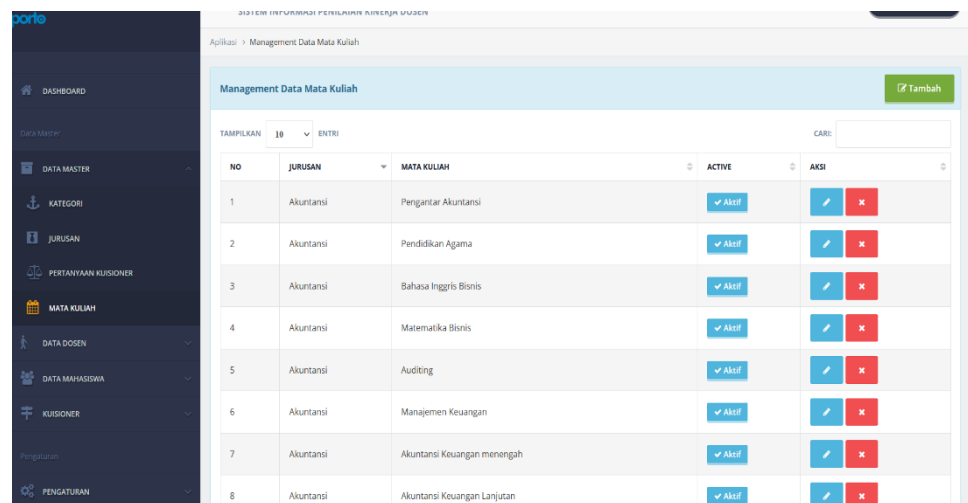 porto
SISTEM INFORMASI PENILAIAN KINERJA DOSEN
Aplikasi > Management Data Mata Kuliah
DASHBOARD
Data Master
DATA MASTER
KATEGORI
JURUSAN
PERTANYAAN KUISIONER
MATA KULIAH
DATA DOSEN
DATA MAHASISWA
KUISIONER
Pengaturan
PENGATURAN
Management Data Mata Kuliah
Tambah
TAMPILKAN 10 ENTRI
CARI:
NO JURUSAN MATA KULIAH ACTIVE AKSI
1 Akuntansi Pengantar Akuntansi Aktif
2 Akuntansi Pendidikan Agama Aktif
3 Akuntansi Bahasa Inggris Bisnis Aktif
4 Akuntansi Matematika Bisnis Aktif
5 Akuntansi Auditing Aktif
6 Akuntansi Manajemen Keuangan Aktif
7 Akuntansi Akuntansi Keuangan menengah Aktif
8 Akuntansi Akuntansi Keuangan Lanjutan Aktif